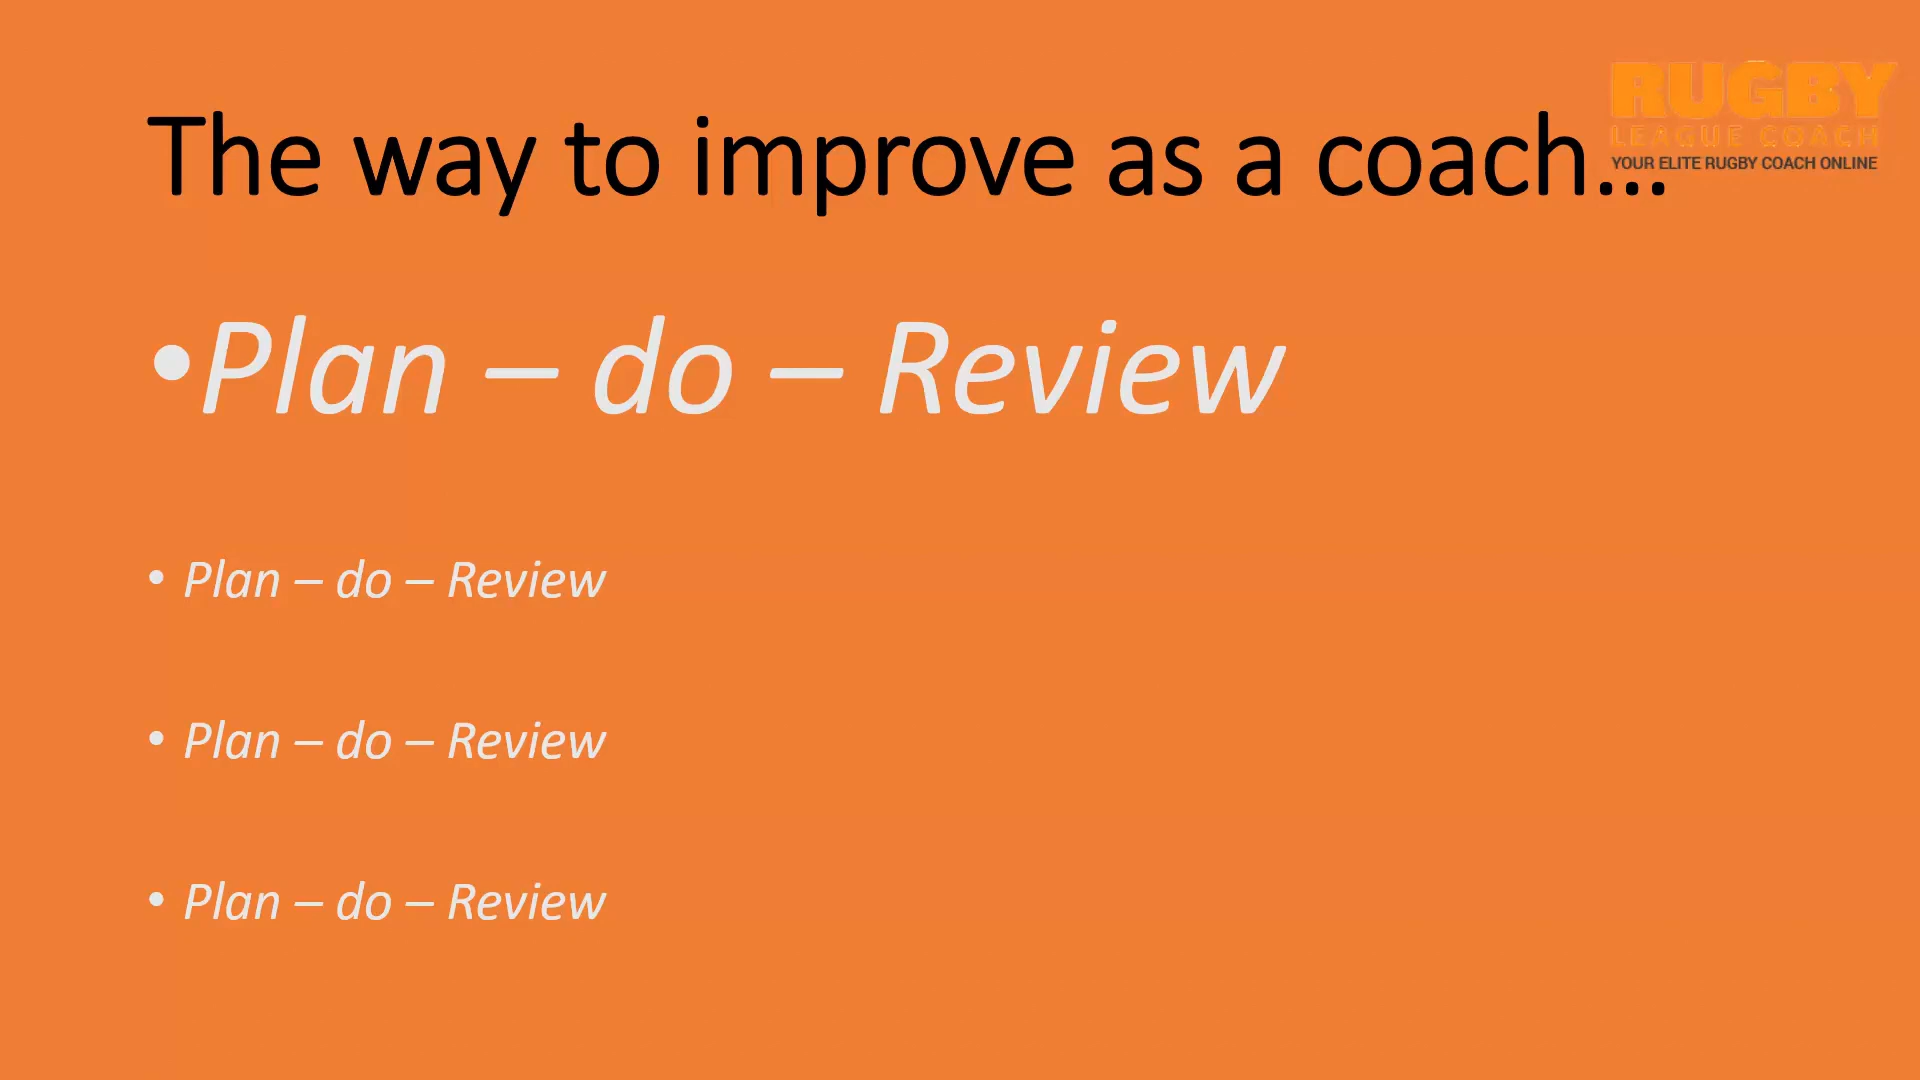 RUGBY
LEAGUE COACH
YOUR ELITE RUGBY COACH ONLINE
The way to improve as a coach...
•Plan – do – Review
• Plan – do – Review
• Plan – do – Review
• Plan – do – Review